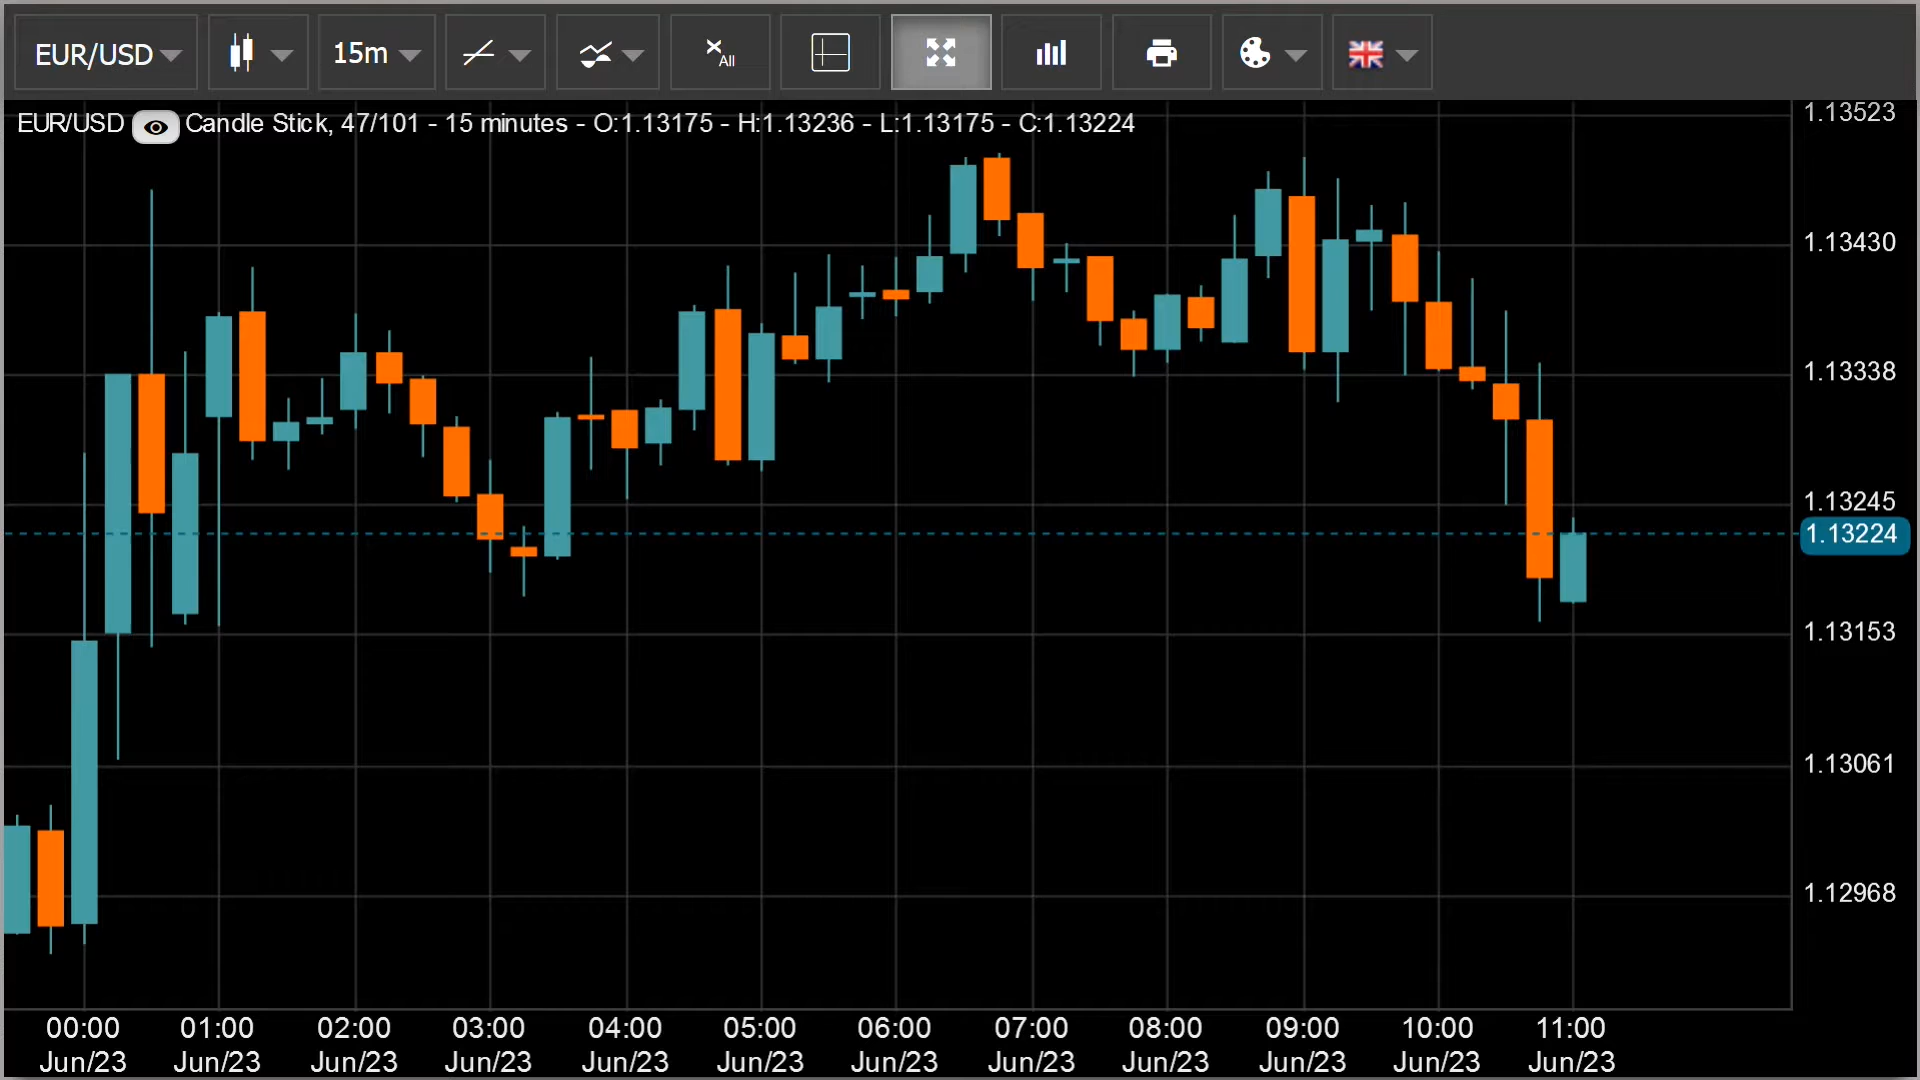 EUR/USD 15m XAll
EUR/USD Candle Stick, 47/101 - 15 minutes - O:1.13175 - H:1.13236 - L:1.13175 - C:1.13224
1.13523
1.13430
1.13338
1.13245
1.13224
1.13153
1.13061
1.12968
00:00 01:00 02:00 03:00 04:00 05:00 06:00 07:00 08:00 09:00 10:00 11:00
Jun/23 Jun/23 Jun/23 Jun/23 Jun/23 Jun/23 Jun/23 Jun/23 Jun/23 Jun/23 Jun/23 Jun/23